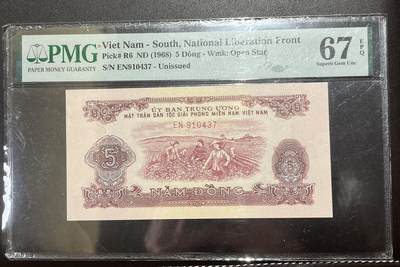 PMG
PAPER MONEY GUARANTY
Viet Nam - South, National Liberation Front
Pick# R6 ND (1968) 5 Dông - Wmk: Open Star
S/N EN910437 - Unissued
67 EPQ
Superb Gem Unc
ỦY BAN TRUNG ƯƠNG
MẶT TRẬN DÂN TỘC GIẢI PHÓNG MIỀN NAM VIỆT NAM
EN 910437
5
NĂM ĐỒNG